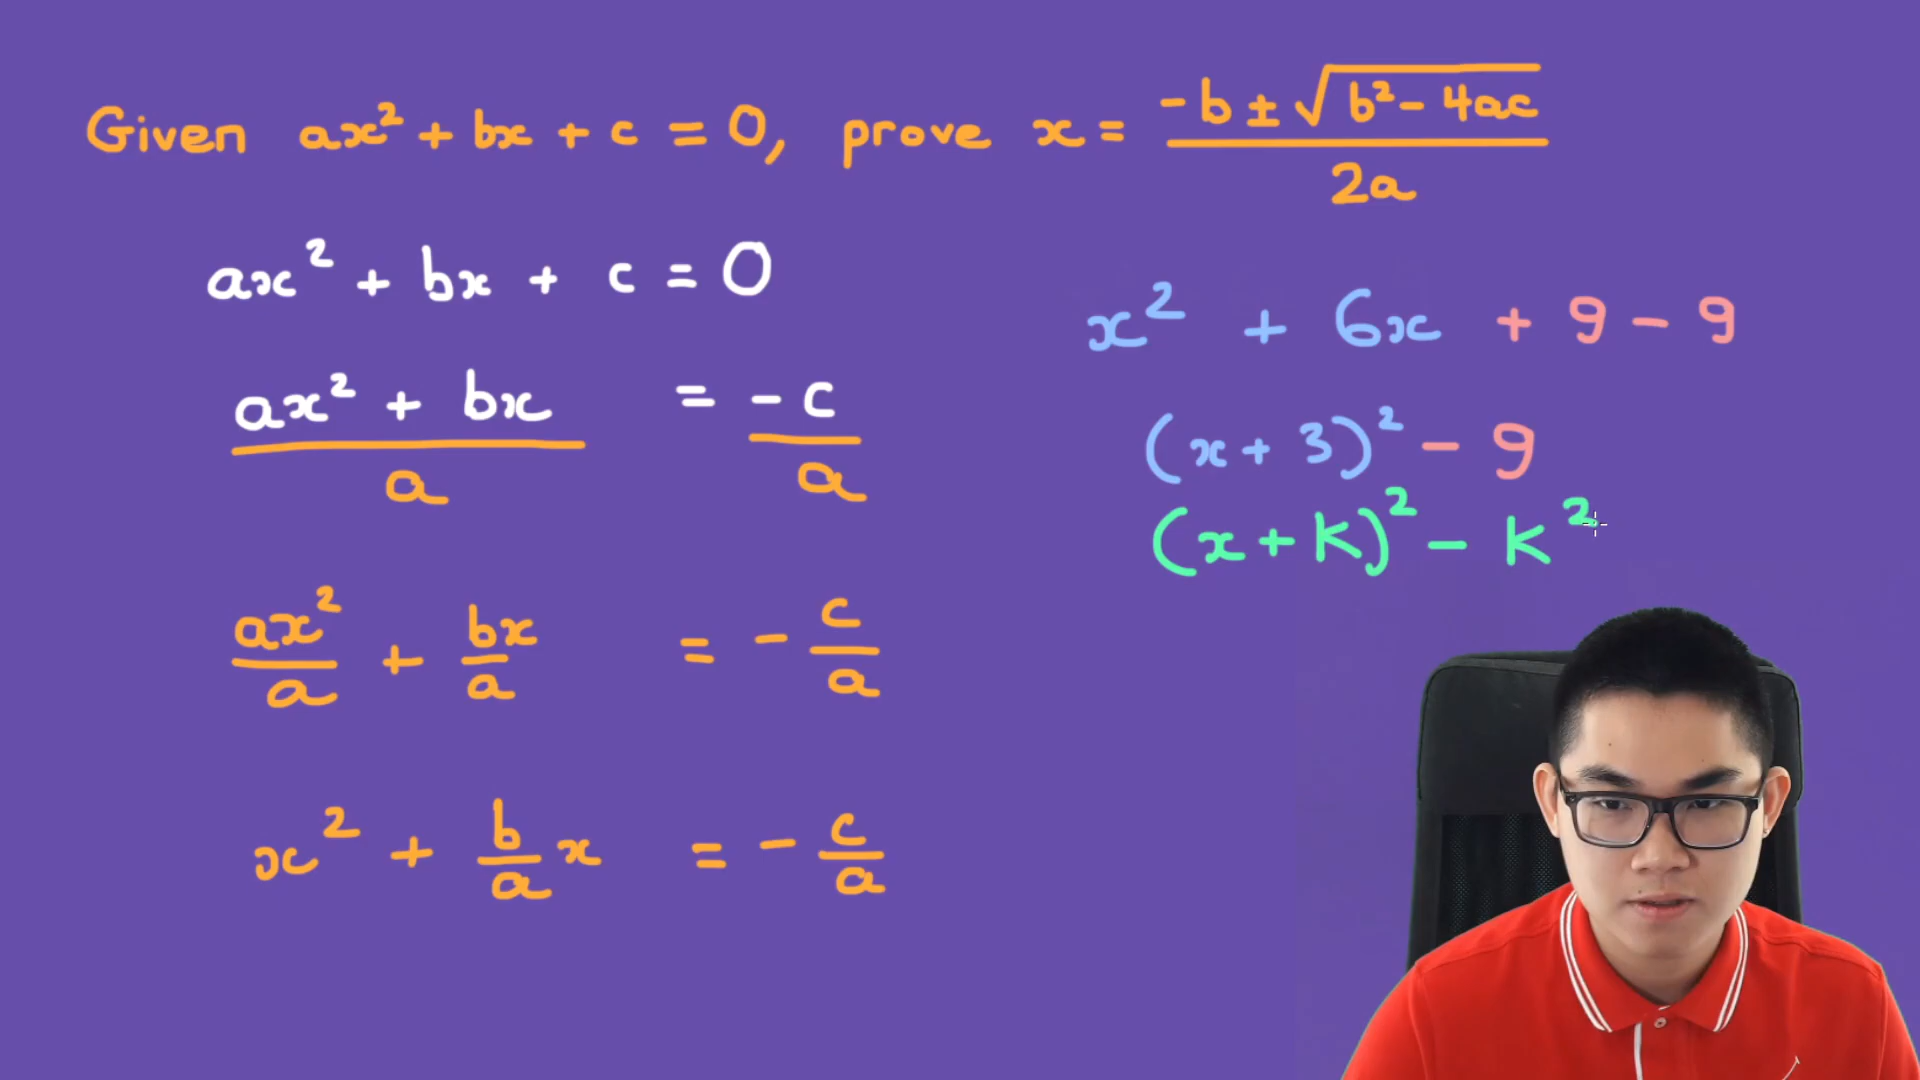 Given ax² + bx + c = 0, prove x = (-b ± √(b² - 4ac))/(2a)
ax² + bx + c = 0
(ax² + bx)/a = (-c)/a
(ax²)/a + (bx)/a = -c/a
x² + (b/a)x = -c/a
x² + 6x + 9 - 9
(x + 3)² - 9
(x + k)² - k²